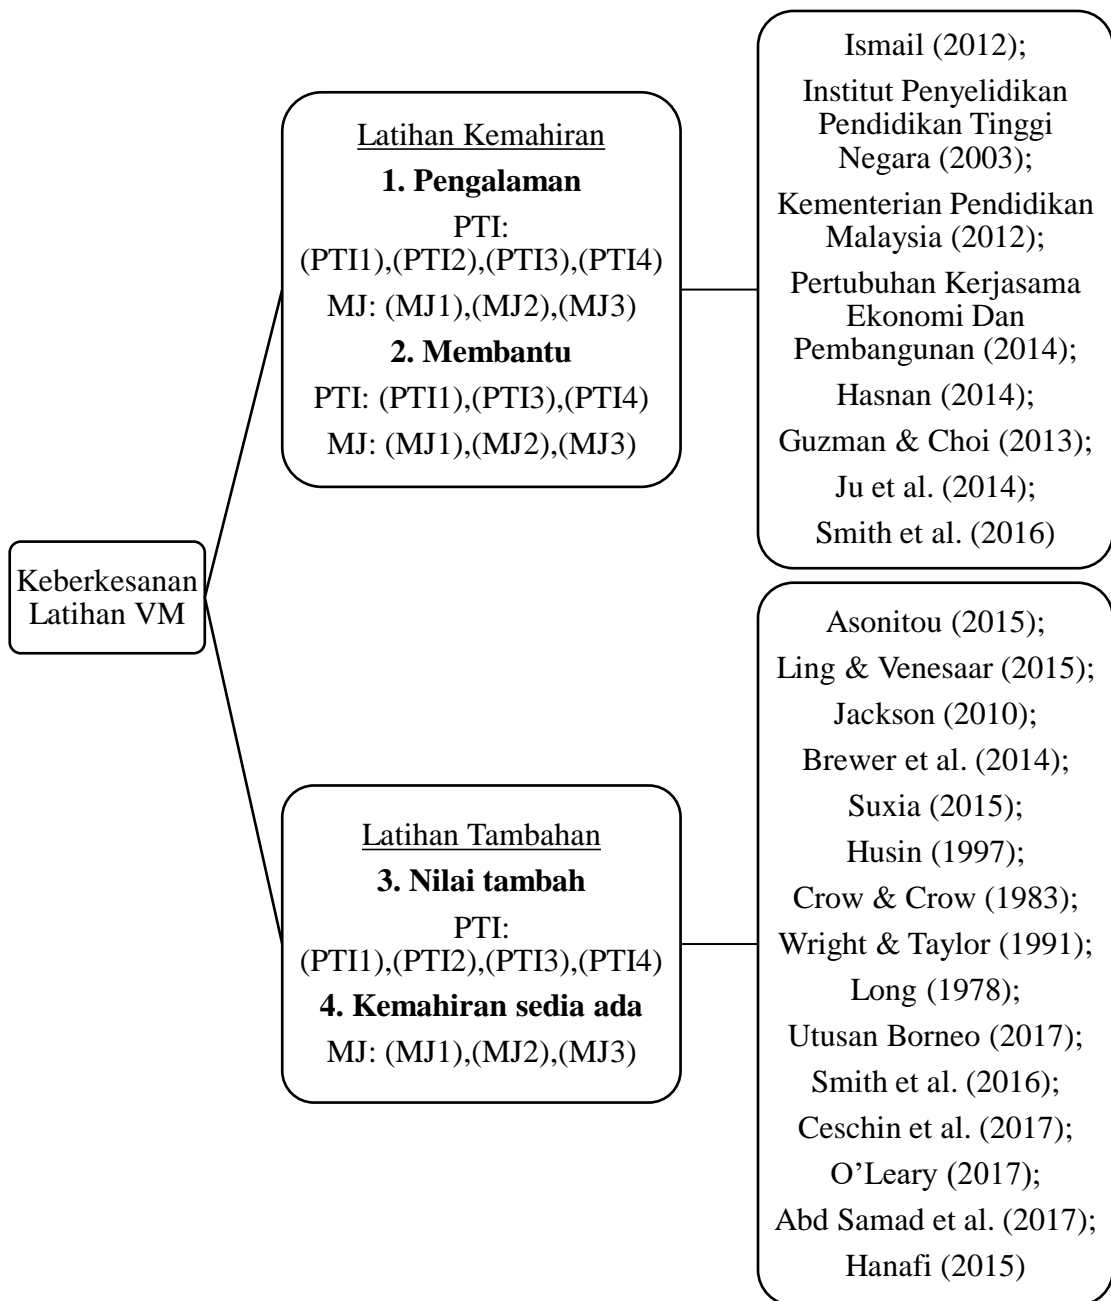 Keberkesanan
Latihan VM
Latihan Kemahiran
1. Pengalaman
PTI:
(PTI1),(PTI2),(PTI3),(PTI4)
MJ: (MJ1),(MJ2),(MJ3)
2. Membantu
PTI: (PTI1),(PTI3),(PTI4)
MJ: (MJ1),(MJ2),(MJ3)
Ismail (2012);
Institut Penyelidikan
Pendidikan Tinggi
Negara (2003);
Kementerian Pendidikan
Malaysia (2012);
Pertubuhan Kerjasama
Ekonomi Dan
Pembangunan (2014);
Hasnan (2014);
Guzman & Choi (2013);
Ju et al. (2014);
Smith et al. (2016)
Latihan Tambahan
3. Nilai tambah
PTI:
(PTI1),(PTI2),(PTI3),(PTI4)
4. Kemahiran sedia ada
MJ: (MJ1),(MJ2),(MJ3)
Asonitou (2015);
Ling & Venesaar (2015);
Jackson (2010);
Brewer et al. (2014);
Suxia (2015);
Husin (1997);
Crow & Crow (1983);
Wright & Taylor (1991);
Long (1978);
Utusan Borneo (2017);
Smith et al. (2016);
Ceschin et al. (2017);
O’Leary (2017);
Abd Samad et al. (2017);
Hanafi (2015)